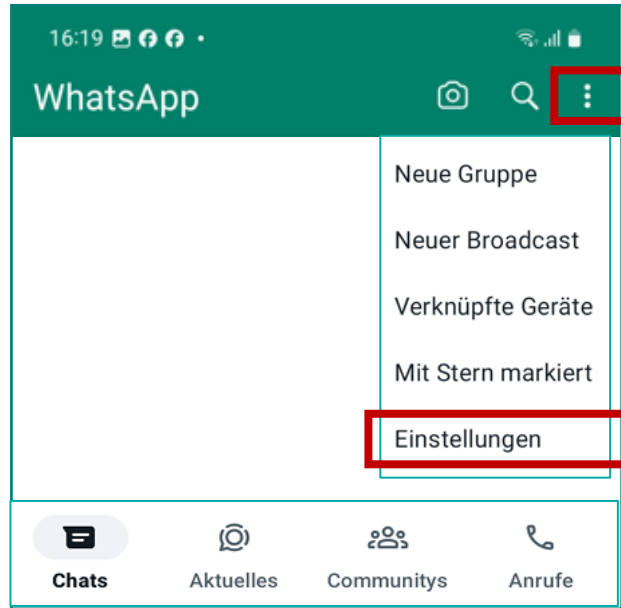 16:19
WhatsApp
Neue Gruppe
Neuer Broadcast
Verknüpfte Geräte
Mit Stern markiert
Einstellungen
Chats Aktuelles Communitys Anrufe